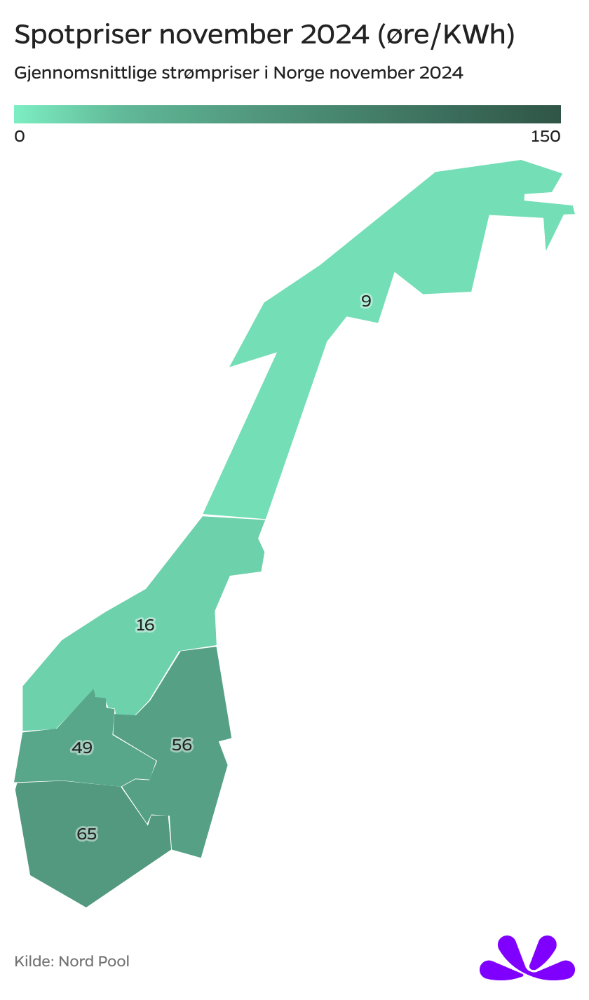 Spotpriser november 2024 (øre/KWh)
Gjennomsnittlige strømpriser i Norge november 2024
0 150
9
16
49 56
65
Kilde: Nord Pool